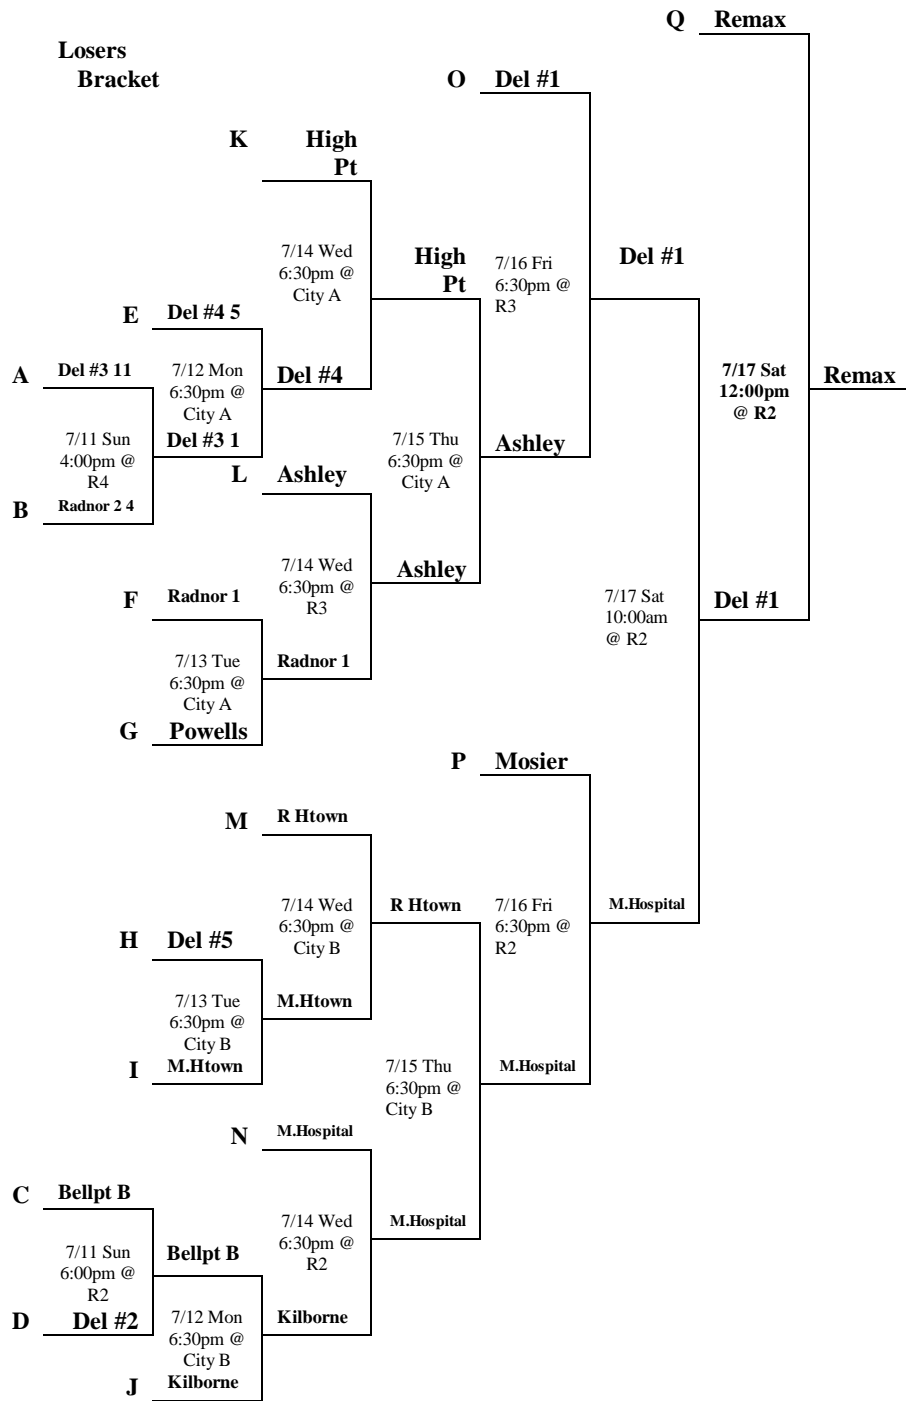 Q Remax
Losers
Bracket
O Del #1
K High
Pt
7/14 Wed
6:30pm @
City A
High
Pt
7/16 Fri
6:30pm @
R3
Del #1
E Del #4 5
A Del #3 11
7/12 Mon
6:30pm @
City A
Del #4
7/17 Sat
12:00pm
@ R2
Remax
7/11 Sun
4:00pm @
R4
Del #3 1
7/15 Thu
6:30pm @
City A
Ashley
L Ashley
B Radnor 2 4
7/14 Wed
6:30pm @
R3
Ashley
F Radnor 1
7/17 Sat
10:00am
@ R2
Del #1
7/13 Tue
6:30pm @
City A
Radnor 1
G Powells
P Mosier
M R Htown
7/14 Wed
6:30pm @
City B
R Htown
7/16 Fri
6:30pm @
R2
M.Hospital
H Del #5
7/13 Tue
6:30pm @
City B
M.Htown
I M.Htown
7/15 Thu
6:30pm @
City B
M.Hospital
N M.Hospital
C Bellpt B
7/14 Wed
6:30pm @
R2
M.Hospital
7/11 Sun
6:00pm @
R2
Bellpt B
D Del #2
7/12 Mon
6:30pm @
City B
Kilborne
J Kilborne